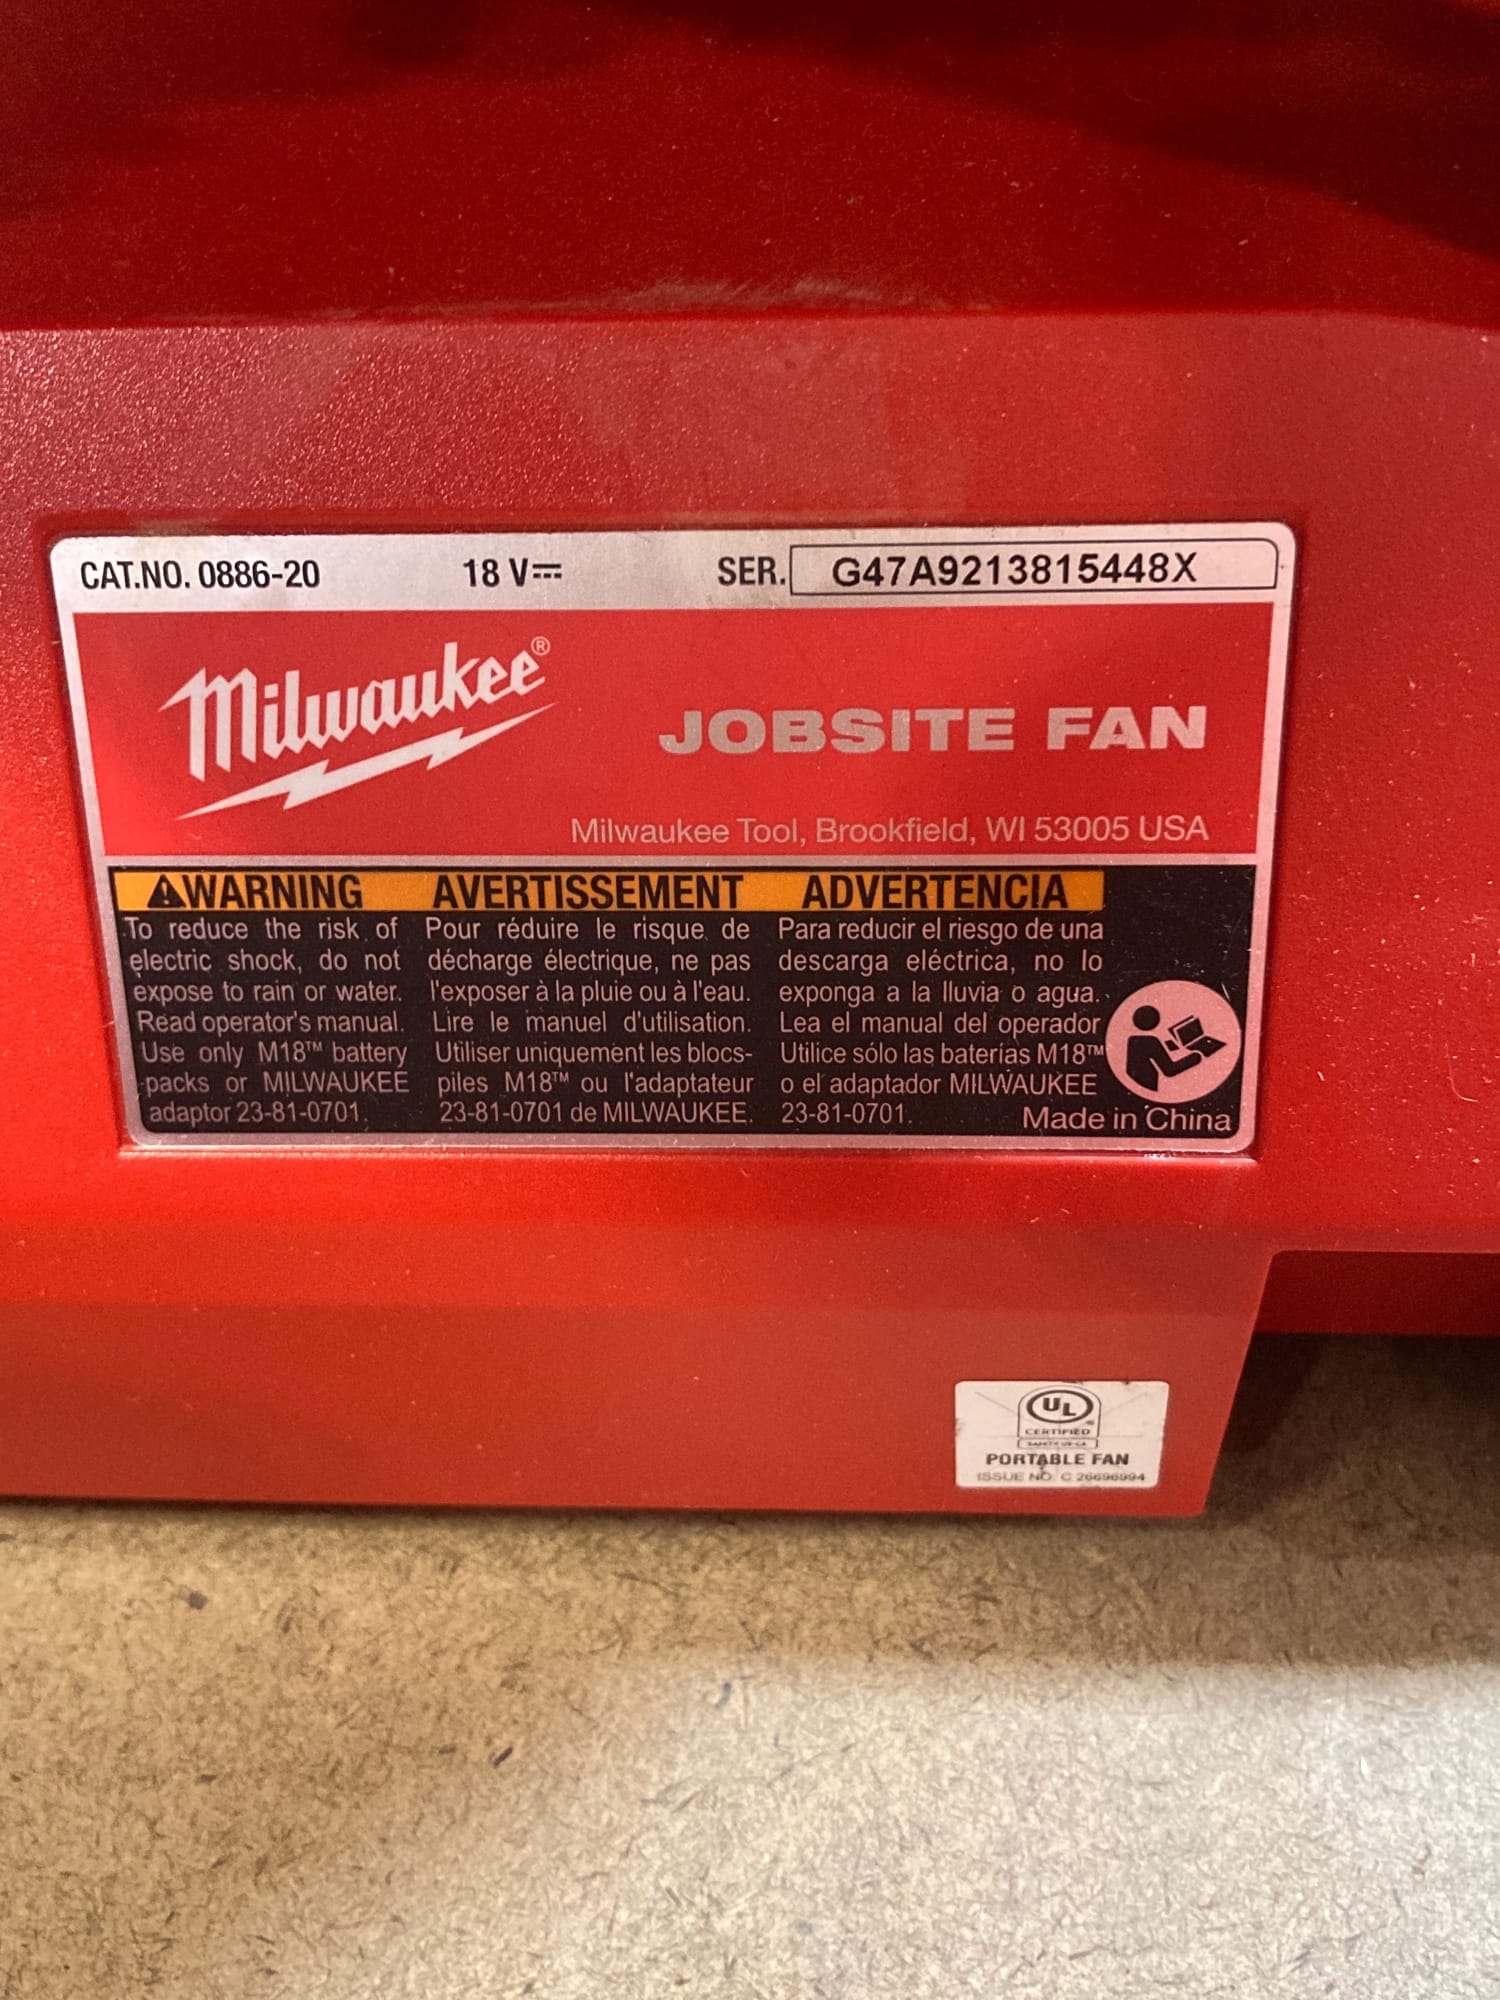 CAT.NO. 0886-20 18 V⎓ SER. G47A9213815448X
Milwaukee®
JOBSITE FAN
Milwaukee Tool, Brookfield, WI 53005 USA
⚠WARNING
To reduce the risk of
electric shock, do not
expose to rain or water.
Read operator's manual.
Use only M18™ battery
packs or MILWAUKEE
adaptor 23-81-0701.
AVERTISSEMENT
Pour réduire le risque de
décharge électrique, ne pas
l'exposer à la pluie ou à l'eau.
Lire le manuel d'utilisation.
Utiliser uniquement les blocs-
piles M18™ ou l'adaptateur
23-81-0701 de MILWAUKEE.
ADVERTENCIA
Para reducir el riesgo de una
descarga eléctrica, no lo
exponga a la lluvia o agua.
Lea el manual del operador
Utilice sólo las baterías M18™
o el adaptador MILWAUKEE
23-81-0701.
Made in China
UL®
CERTIFIED
SAFETY US-CA
PORTABLE FAN
ISSUE NO. C 26696994